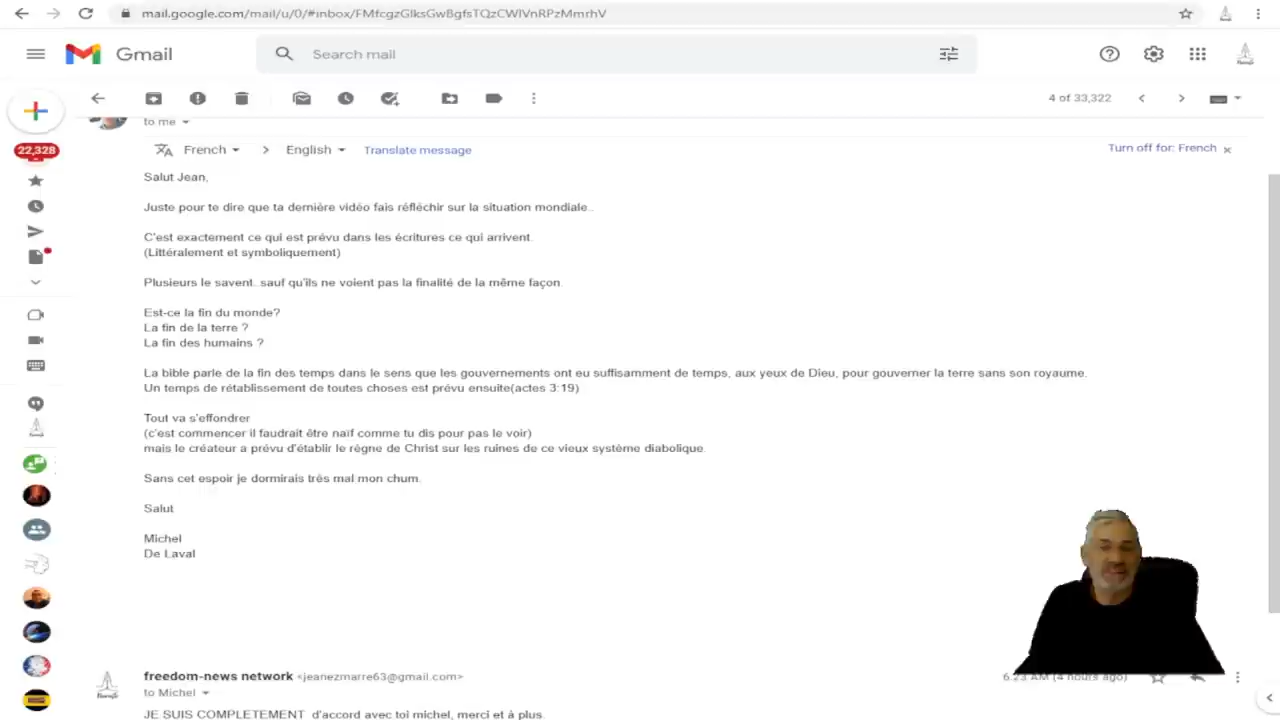 mail.google.com/mail/u/0/#inbox/FMfcgzGlksGwBgfsTQzCWlVnRPzMmrhV
Gmail
Search mail
4 of 33,322
to me
22,328
French > English Translate message
Turn off for: French x
Salut Jean,
Juste pour te dire que ta dernière vidéo fais réfléchir sur la situation mondiale..
C'est exactement ce qui est prévu dans les écritures ce qui arrivent.
(Littéralement et symboliquement)
Plusieurs le savent..sauf qu'ils ne voient pas la finalité de la même façon.
Est-ce la fin du monde?
La fin de la terre ?
La fin des humains ?
La bible parle de la fin des temps dans le sens que les gouvernements ont eu suffisamment de temps, aux yeux de Dieu, pour gouverner la terre sans son royaume.
Un temps de rétablissement de toutes choses est prévu ensuite(actes 3:19)
Tout va s'effondrer
(c'est commencer il faudrait être naïf comme tu dis pour pas le voir)
mais le créateur a prévu d'établir le règne de Christ sur les ruines de ce vieux système diabolique.
Sans cet espoir je dormirais très mal mon chum.
Salut
Michel
De Laval
freedom-news network <jeanezmarre63@gmail.com>
6:23 AM (4 hours ago)
to Michel
JE SUIS COMPLETEMENT d'accord avec toi michel, merci et à plus.